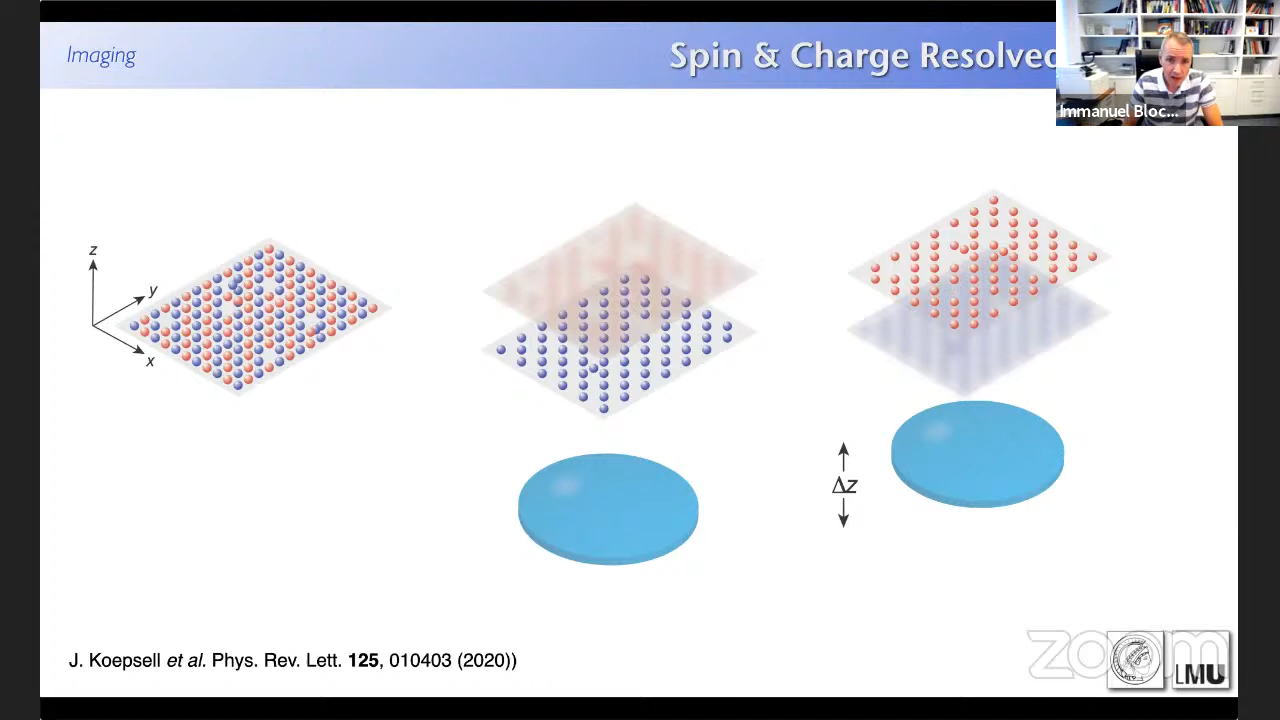 Imaging
Spin & Charge Resolved
Immanuel Bloc...
z
y
x
Δz
J. Koepsell et al. Phys. Rev. Lett. 125, 010403 (2020))
zoom
LMU